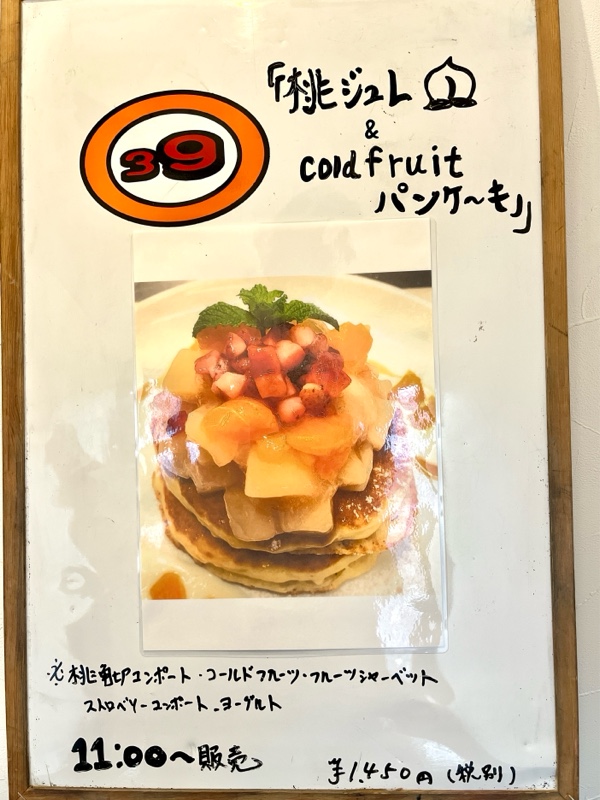 39
「桃ジュレ
&
cold fruit
パンケ〜キ」
※桃コンポート・コールドフルーツ・フルーツシャーベット
ストロベリーコンポート・ヨーグルト
11:00〜販売
¥1,450円(税別)